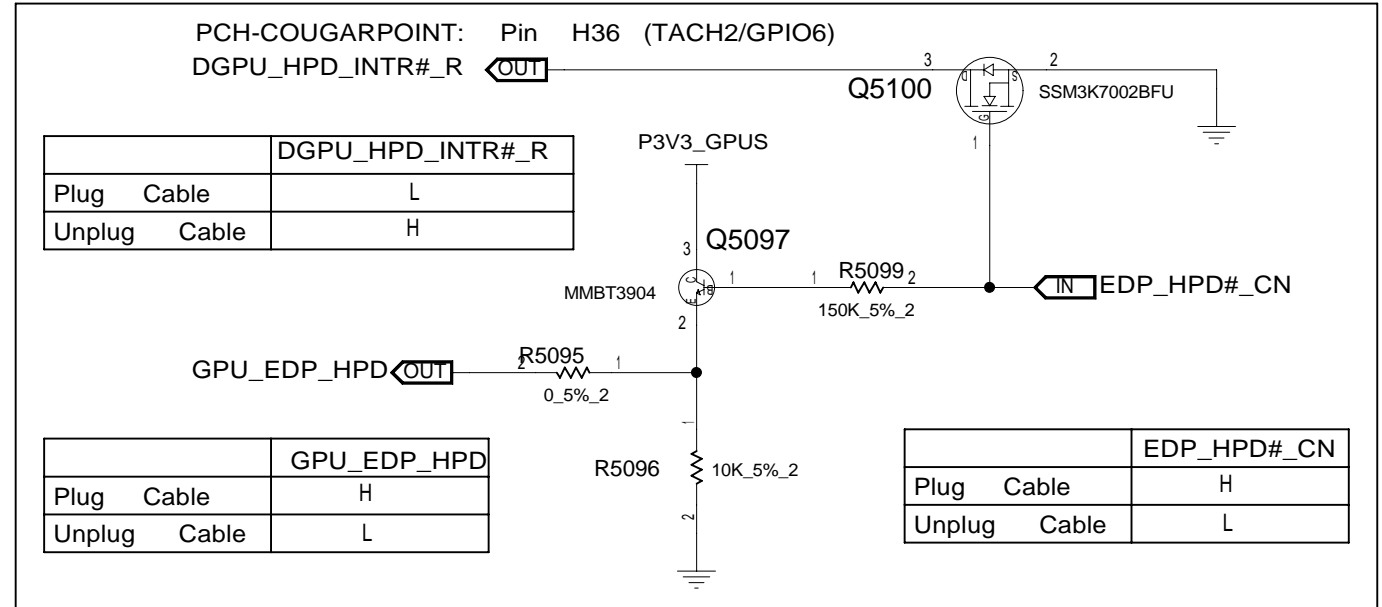 PCH-COUGARPOINT: Pin H36 (TACH2/GPIO6)
DGPU_HPD_INTR#_R OUT
3
D
S
2
Q5100
SSM3K7002BFU
G
1
DGPU_HPD_INTR#_R
Plug Cable L
Unplug Cable H
P3V3_GPUS
3
Q5097
C
B
E
1
1
R5099
2
150K_5%_2
IN EDP_HPD#_CN
MMBT3904
2
GPU_EDP_HPD OUT
2
R5095
1
0_5%_2
1
R5096
10K_5%_2
2
GPU_EDP_HPD
Plug Cable H
Unplug Cable L
EDP_HPD#_CN
Plug Cable H
Unplug Cable L